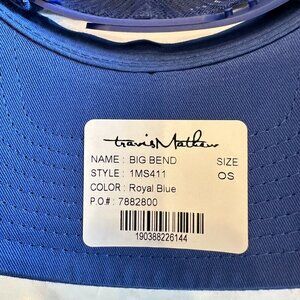 travisMathew
NAME : BIG BEND SIZE
STYLE : 1MS411 OS
COLOR : Royal Blue
P.O.# : 7882800
190388226144